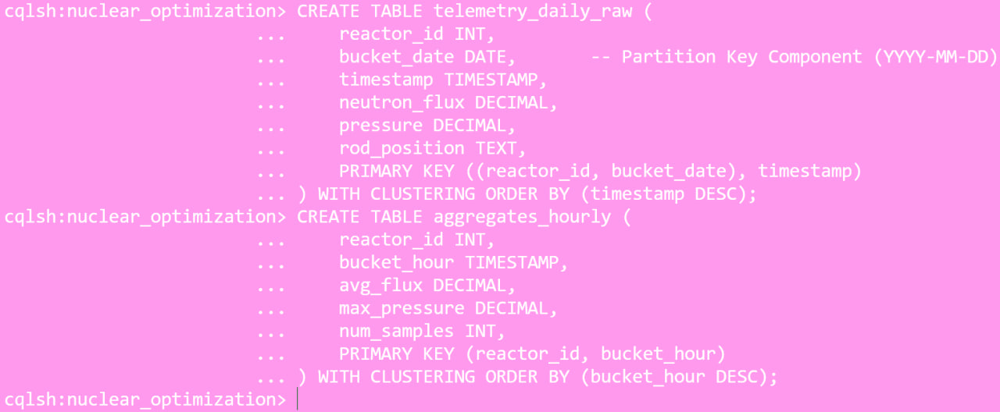 cqlsh:nuclear_optimization> CREATE TABLE telemetry_daily_raw (
                        ...     reactor_id INT,
                        ...     bucket_date DATE,       -- Partition Key Component (YYYY-MM-DD)
                        ...     timestamp TIMESTAMP,
                        ...     neutron_flux DECIMAL,
                        ...     pressure DECIMAL,
                        ...     rod_position TEXT,
                        ...     PRIMARY KEY ((reactor_id, bucket_date), timestamp)
                        ... ) WITH CLUSTERING ORDER BY (timestamp DESC);
cqlsh:nuclear_optimization> CREATE TABLE aggregates_hourly (
                        ...     reactor_id INT,
                        ...     bucket_hour TIMESTAMP,
                        ...     avg_flux DECIMAL,
                        ...     max_pressure DECIMAL,
                        ...     num_samples INT,
                        ...     PRIMARY KEY (reactor_id, bucket_hour)
                        ... ) WITH CLUSTERING ORDER BY (bucket_hour DESC);
cqlsh:nuclear_optimization>